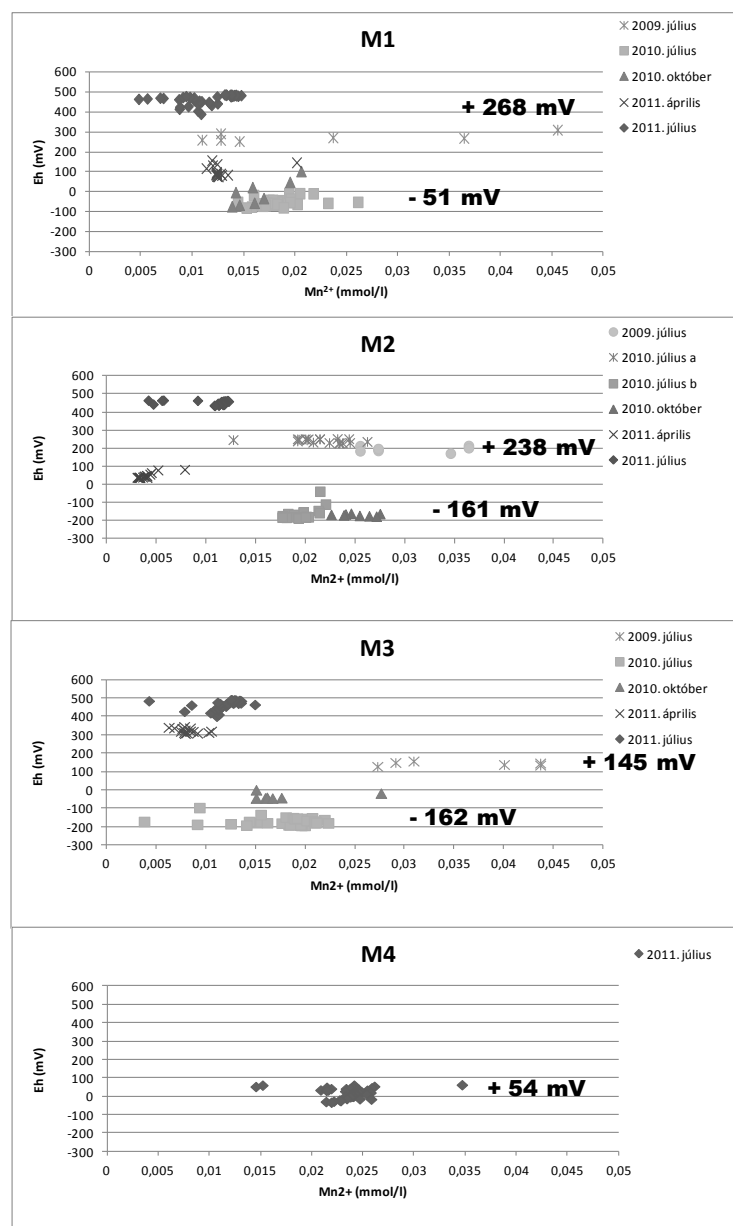 M1
2009. július
2010. július
2010. október
2011. április
2011. július
600
500
400
300
200
100
0
-100
-200
-300
Eh (mV)
+ 268 mV
- 51 mV
0 0,005 0,01 0,015 0,02 0,025 0,03 0,035 0,04 0,045 0,05
Mn²⁺ (mmol/l)
M2
2009. július
2010. július a
2010. július b
2010. október
2011. április
2011. július
600
500
400
300
200
100
0
-100
-200
-300
Eh (mV)
+ 238 mV
- 161 mV
0 0,005 0,01 0,015 0,02 0,025 0,03 0,035 0,04 0,045 0,05
Mn2+ (mmol/l)
M3
2009. július
2010. július
2010. október
2011. április
2011. július
600
500
400
300
200
100
0
-100
-200
-300
Eh (mV)
+ 145 mV
- 162 mV
0 0,005 0,01 0,015 0,02 0,025 0,03 0,035 0,04 0,045 0,05
Mn2+ (mmol/l)
M4
2011. július
600
500
400
300
200
100
0
-100
-200
-300
Eh (mV)
+ 54 mV
0 0,005 0,01 0,015 0,02 0,025 0,03 0,035 0,04 0,045 0,05
Mn2+ (mmol/l)